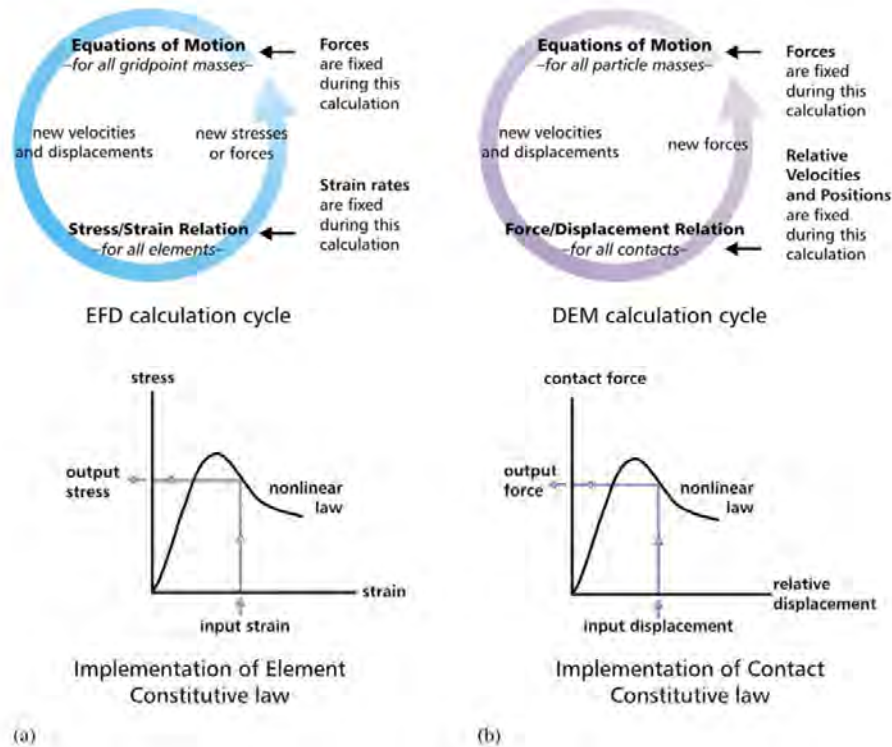 Equations of Motion
–for all gridpoint masses–
Forces
are fixed
during this
calculation
new velocities
and displacements
new stresses
or forces
Strain rates
are fixed
during this
calculation
Stress/Strain Relation
–for all elements–
EFD calculation cycle
Equations of Motion
–for all particle masses–
Forces
are fixed
during this
calculation
new velocities
and displacements
new forces
Relative
Velocities
and Positions
are fixed
during this
calculation
Force/Displacement Relation
–for all contacts–
DEM calculation cycle
stress
output
stress
nonlinear
law
strain
input strain
Implementation of Element
Constitutive law
(a)
contact force
output
force
nonlinear
law
relative
displacement
input displacement
Implementation of Contact
Constitutive law
(b)